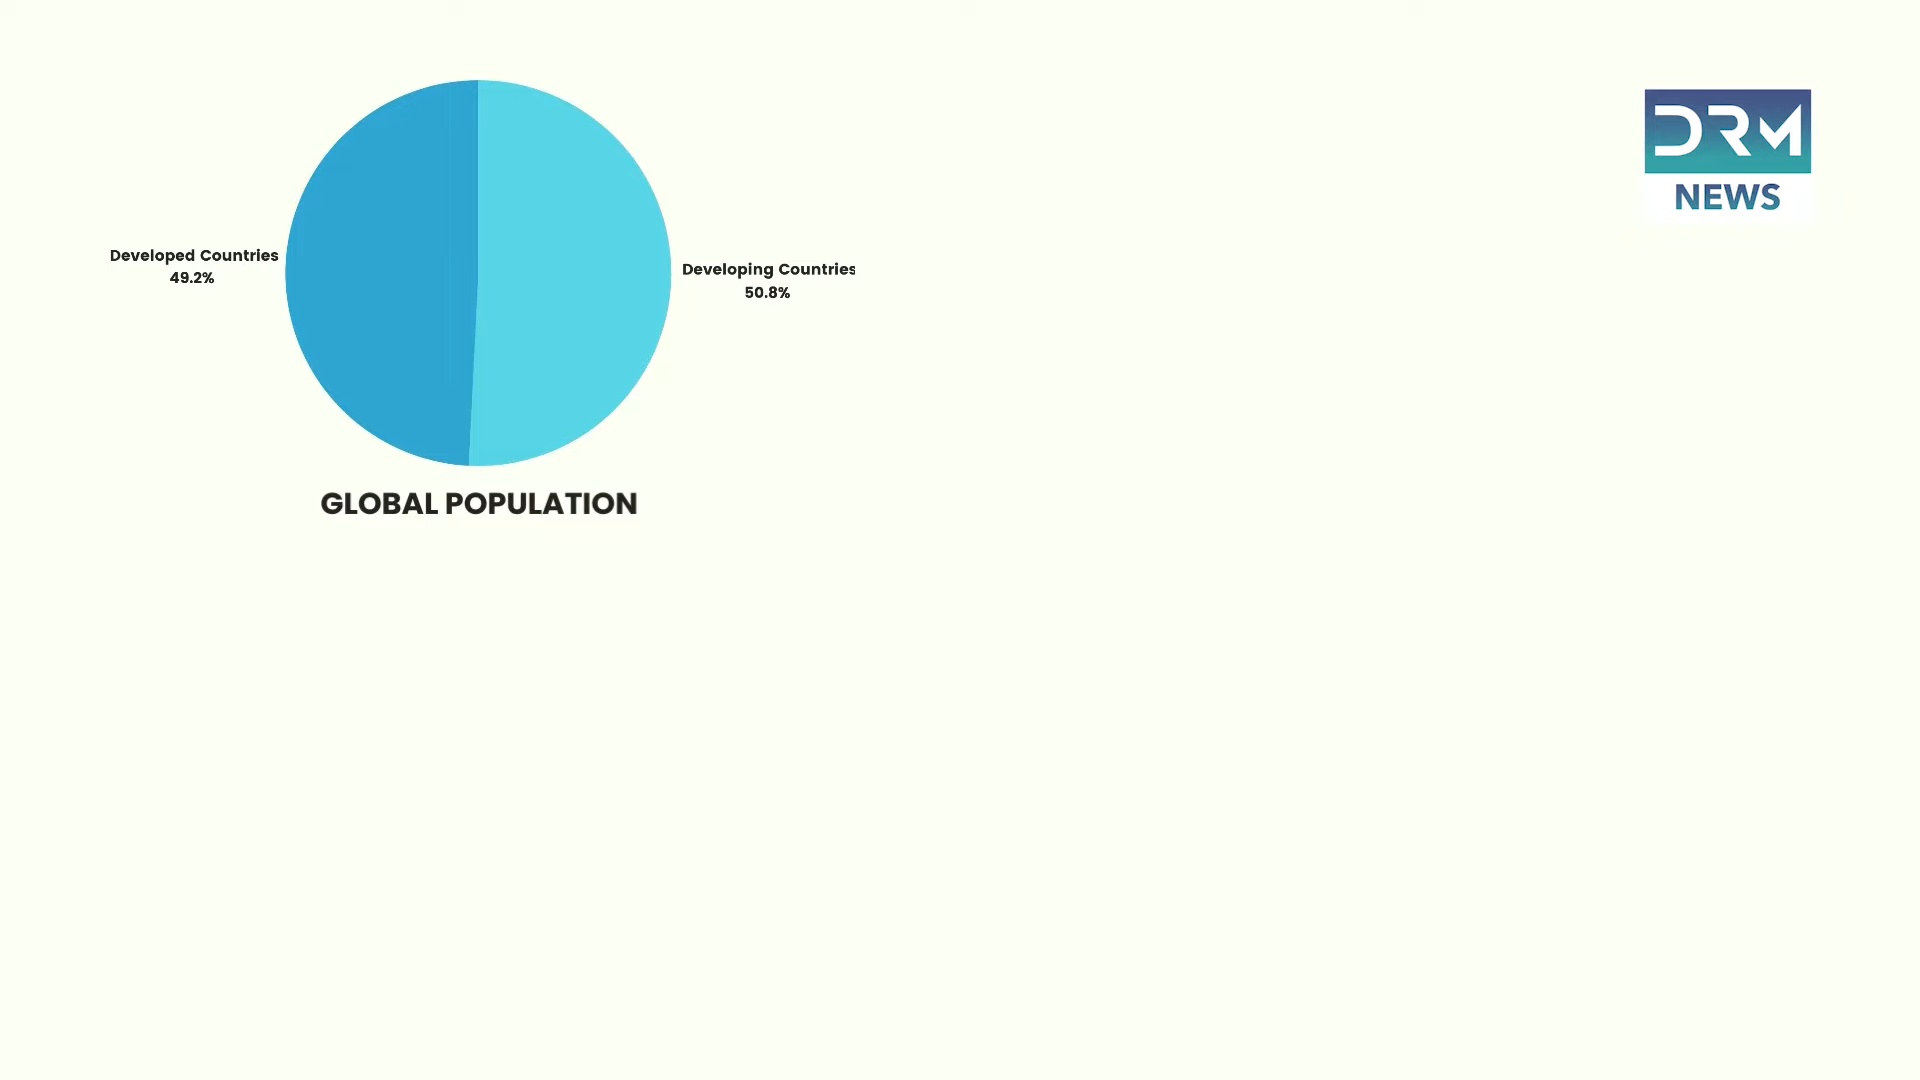 DRM
NEWS
Developed Countries
49.2%
Developing Countries
50.8%
GLOBAL POPULATION